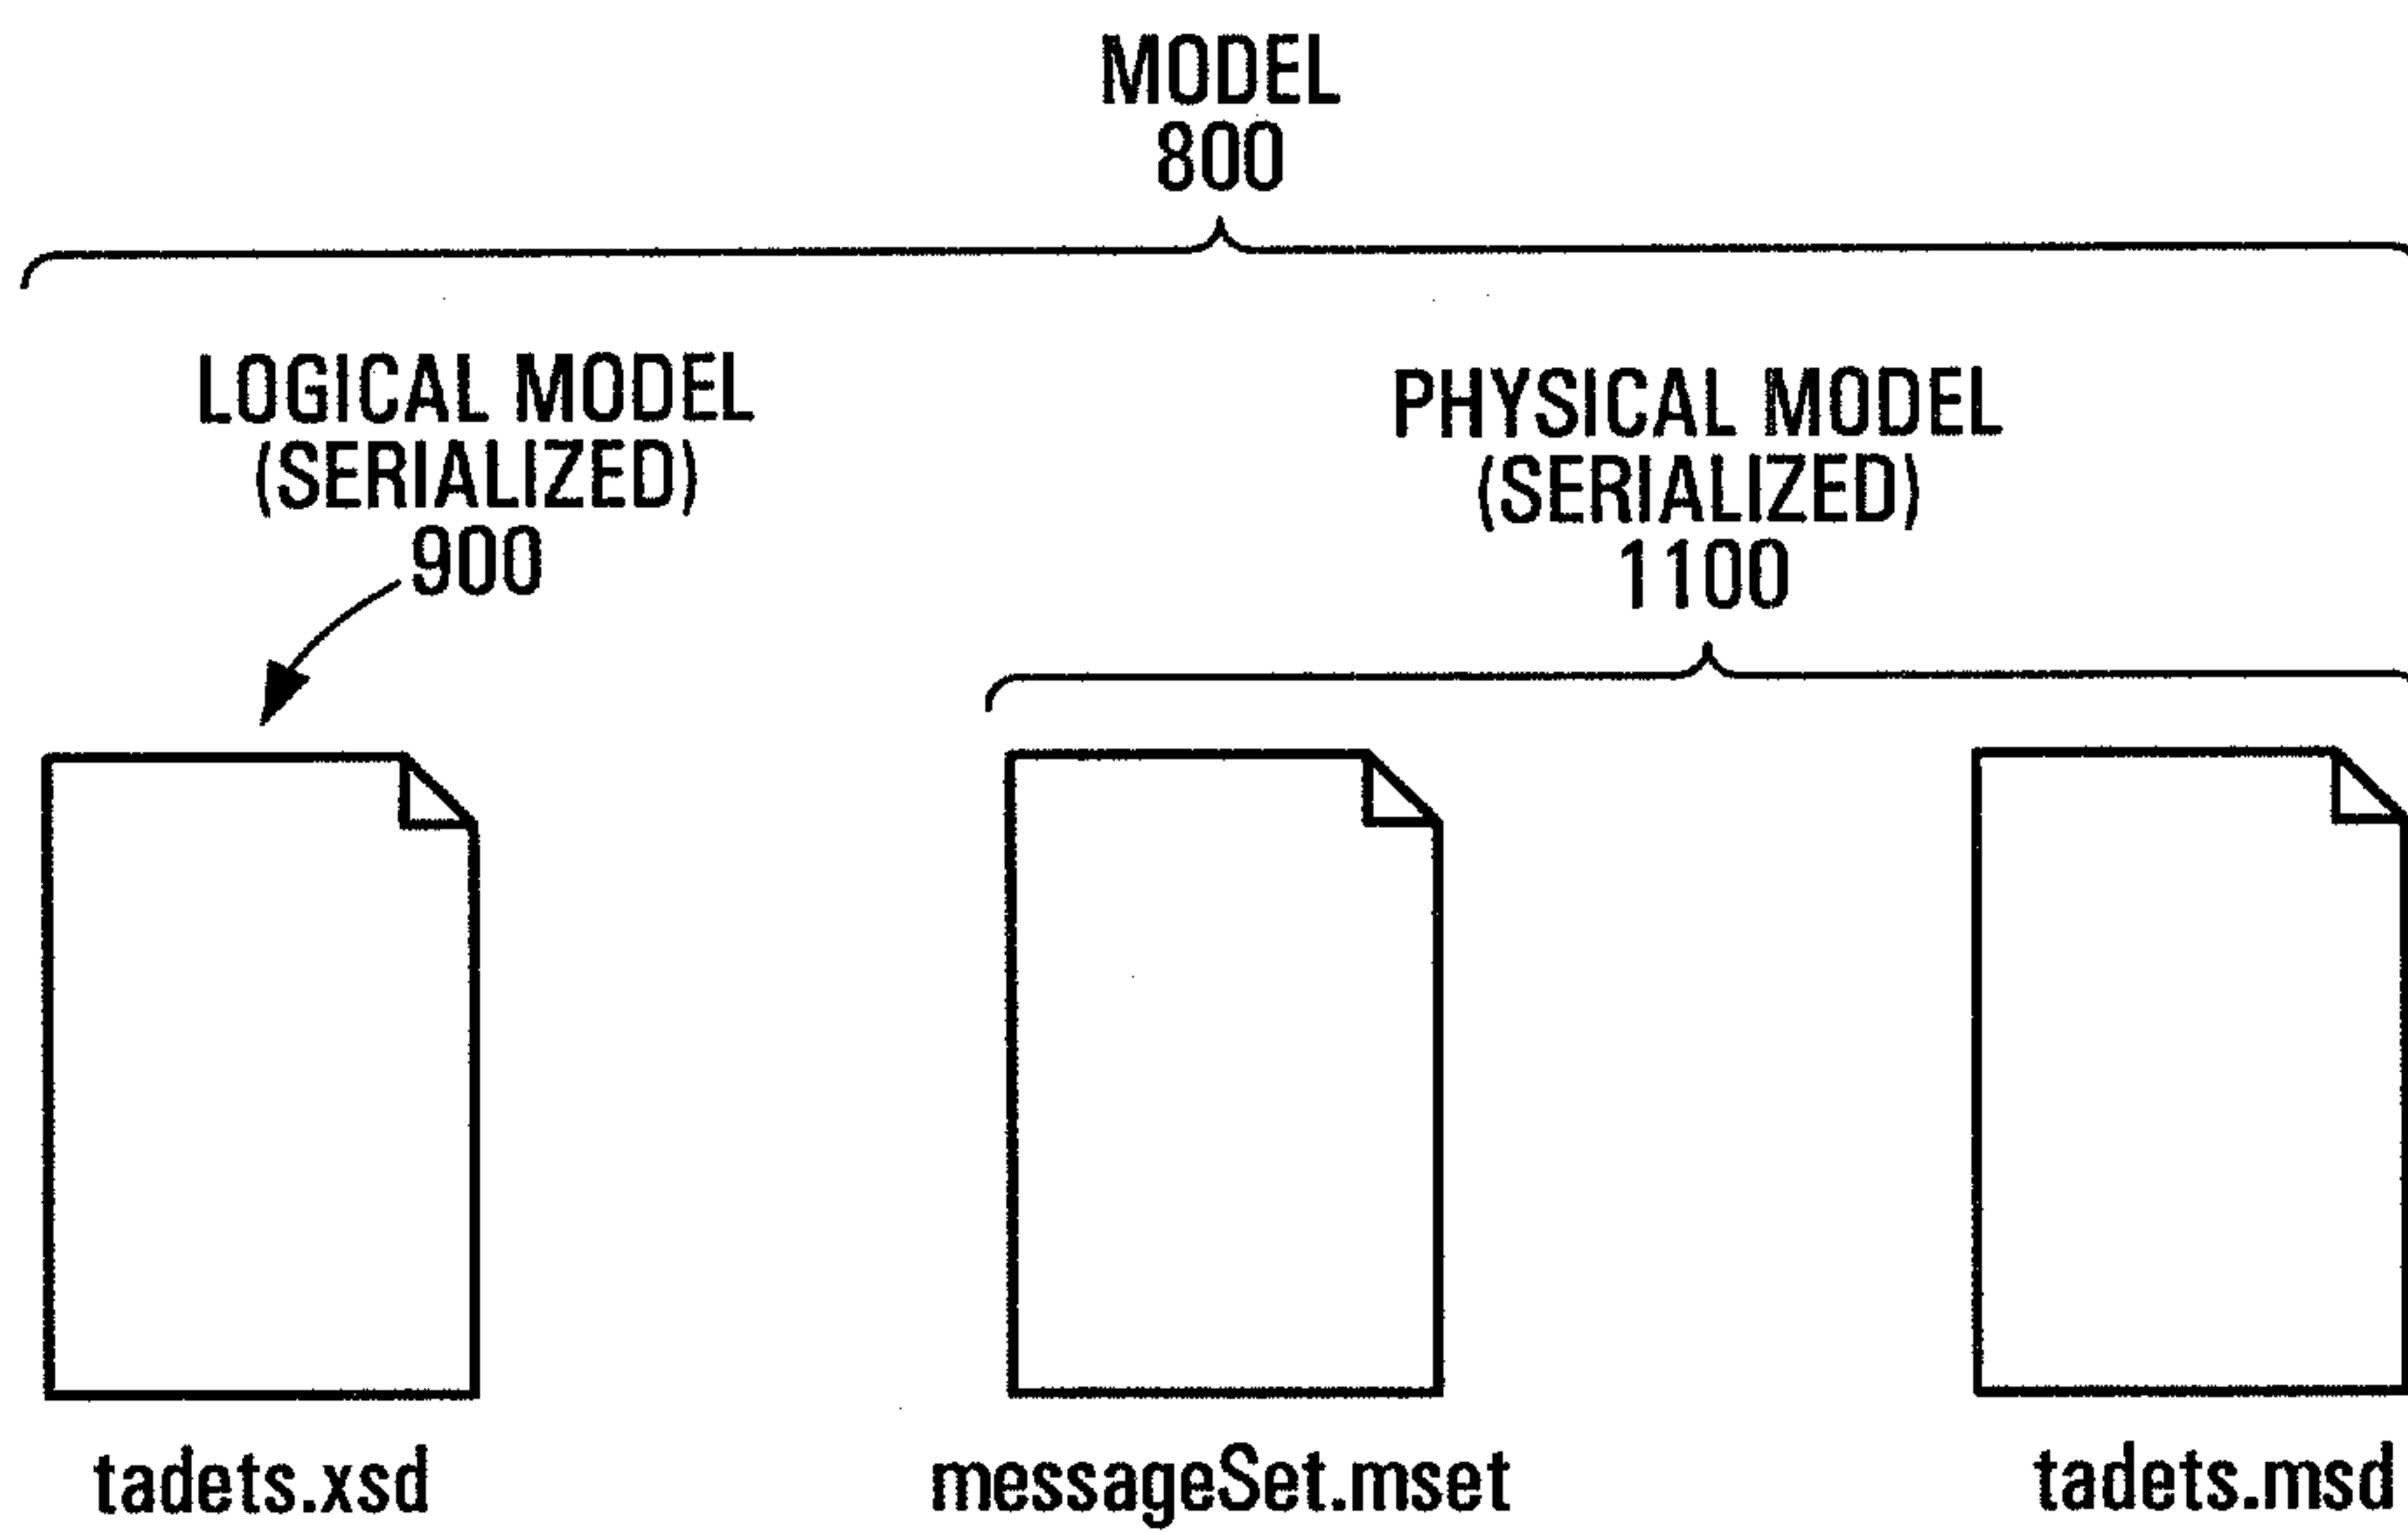 MODEL
800
LOGICAL MODEL
(SERIALIZED)
900
PHYSICAL MODEL
(SERIALIZED)
1100
tadets.xsd
messageSet.mset
tadets.msd